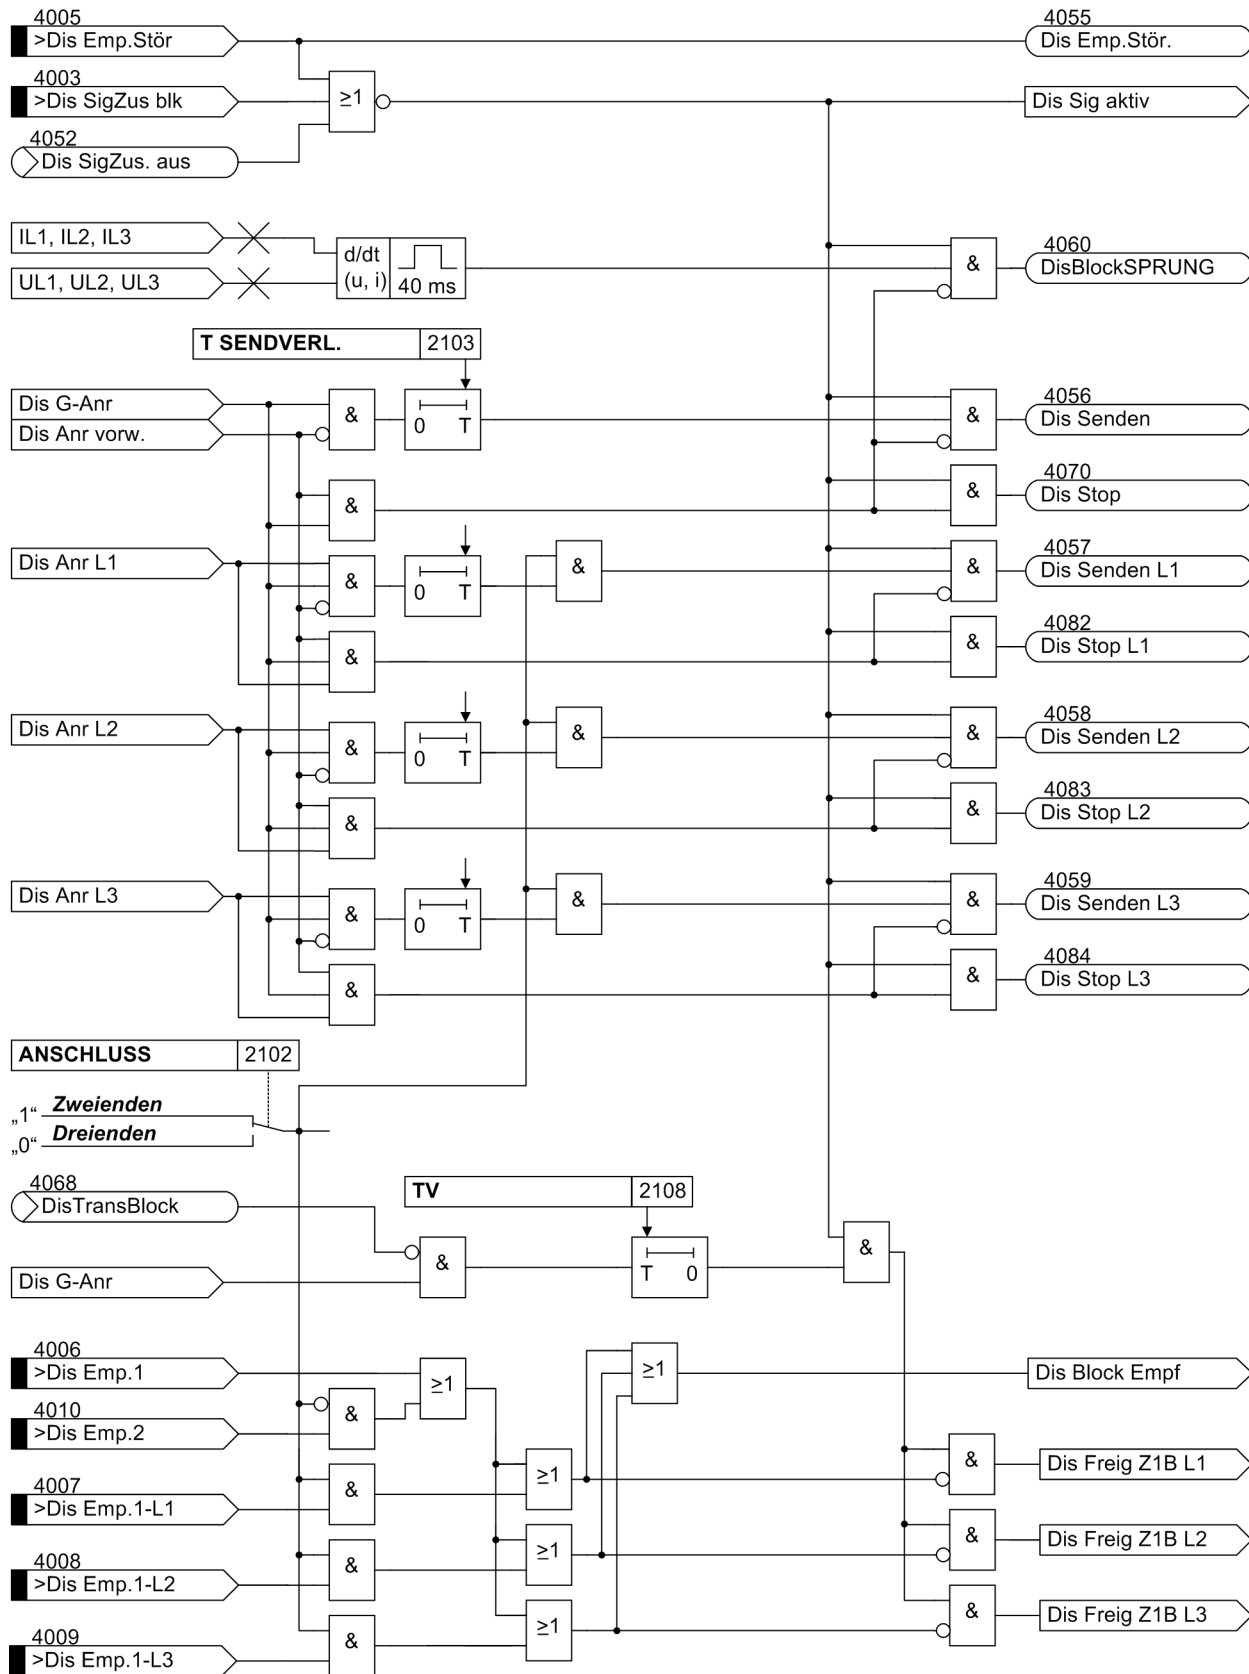 4005
>Dis Emp.Stör
4055
Dis Emp.Stör.
4003
>Dis SigZus blk
≥1
Dis Sig aktiv
4052
Dis SigZus. aus
IL1, IL2, IL3
UL1, UL2, UL3
d/dt
(u, i)
40 ms
&
4060
DisBlockSPRUNG
T SENDVERL. 2103
Dis G-Anr
Dis Anr vorw.
&
0 T
&
4056
Dis Senden
&
&
4070
Dis Stop
Dis Anr L1
&
0 T
&
&
4057
Dis Senden L1
&
&
4082
Dis Stop L1
Dis Anr L2
&
0 T
&
&
4058
Dis Senden L2
&
&
4083
Dis Stop L2
Dis Anr L3
&
0 T
&
&
4059
Dis Senden L3
&
&
4084
Dis Stop L3
ANSCHLUSS 2102
„1“ Zweienden
„0“ Dreienden
4068
DisTransBlock
TV 2108
Dis G-Anr
&
T 0
&
4006
>Dis Emp.1
≥1
≥1
Dis Block Empf
4010
>Dis Emp.2
&
4007
>Dis Emp.1-L1
&
≥1
&
Dis Freig Z1B L1
4008
>Dis Emp.1-L2
&
≥1
&
Dis Freig Z1B L2
4009
>Dis Emp.1-L3
&
≥1
&
Dis Freig Z1B L3